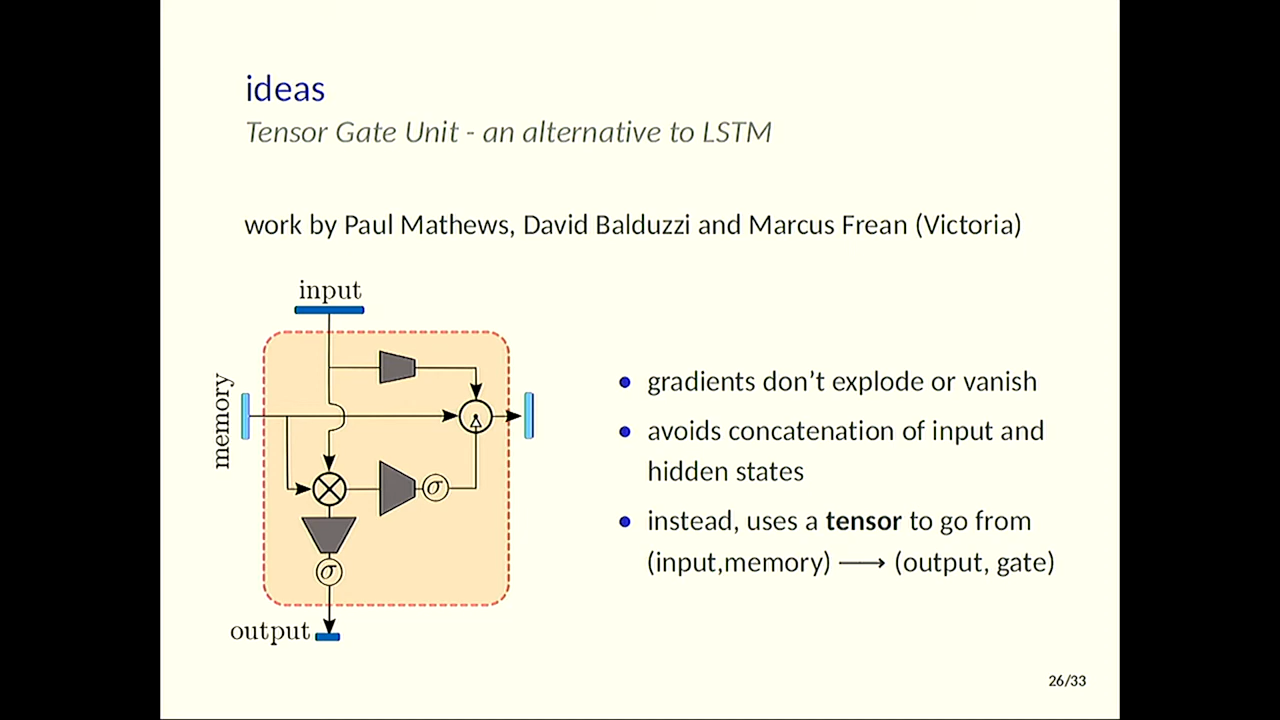 ideas
Tensor Gate Unit - an alternative to LSTM
work by Paul Mathews, David Balduzzi and Marcus Frean (Victoria)
input
memory
σ
σ
output
• gradients don't explode or vanish
• avoids concatenation of input and
hidden states
• instead, uses a tensor to go from
(input,memory) ⟶ (output, gate)
26/33